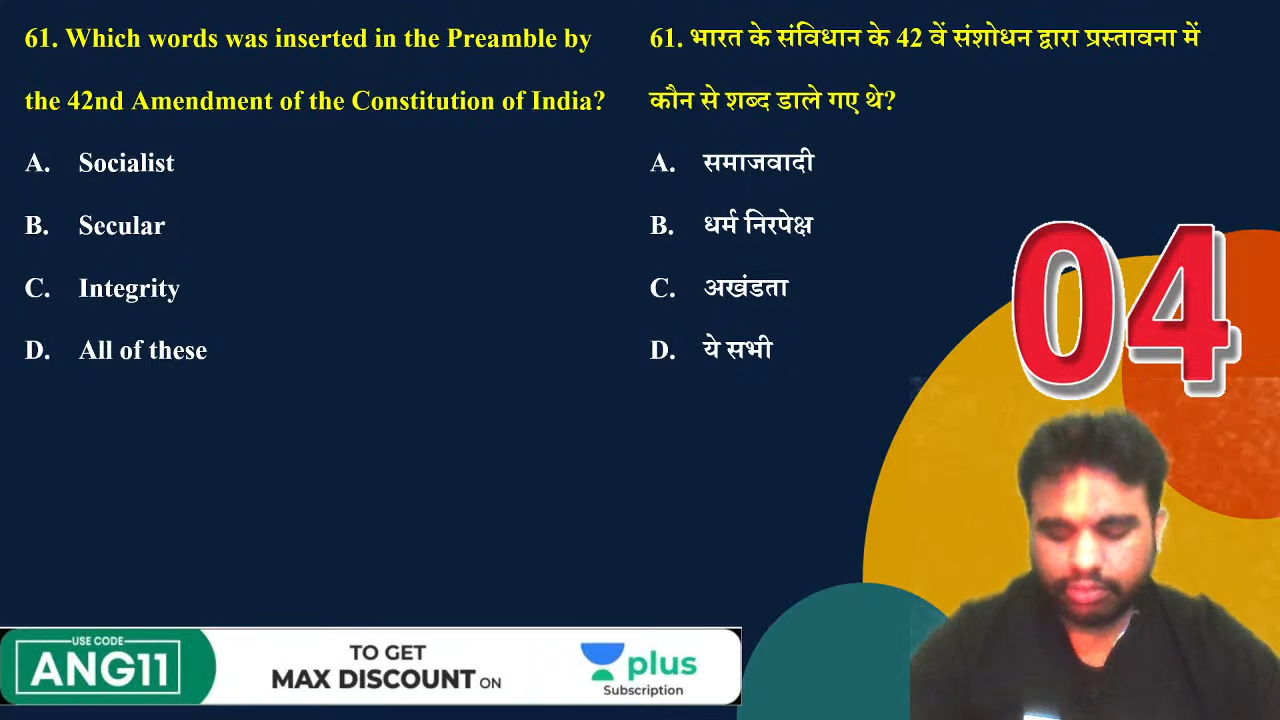 61. Which words was inserted in the Preamble by
the 42nd Amendment of the Constitution of India?
A. Socialist
B. Secular
C. Integrity
D. All of these
61. भारत के संविधान के 42 वें संशोधन द्वारा प्रस्तावना में
कौन से शब्द डाले गए थे?
A. समाजवादी
B. धर्म निरपेक्ष
C. अखंडता
D. ये सभी
04
USE CODE
ANG11
TO GET
MAX DISCOUNT ON
plus
Subscription